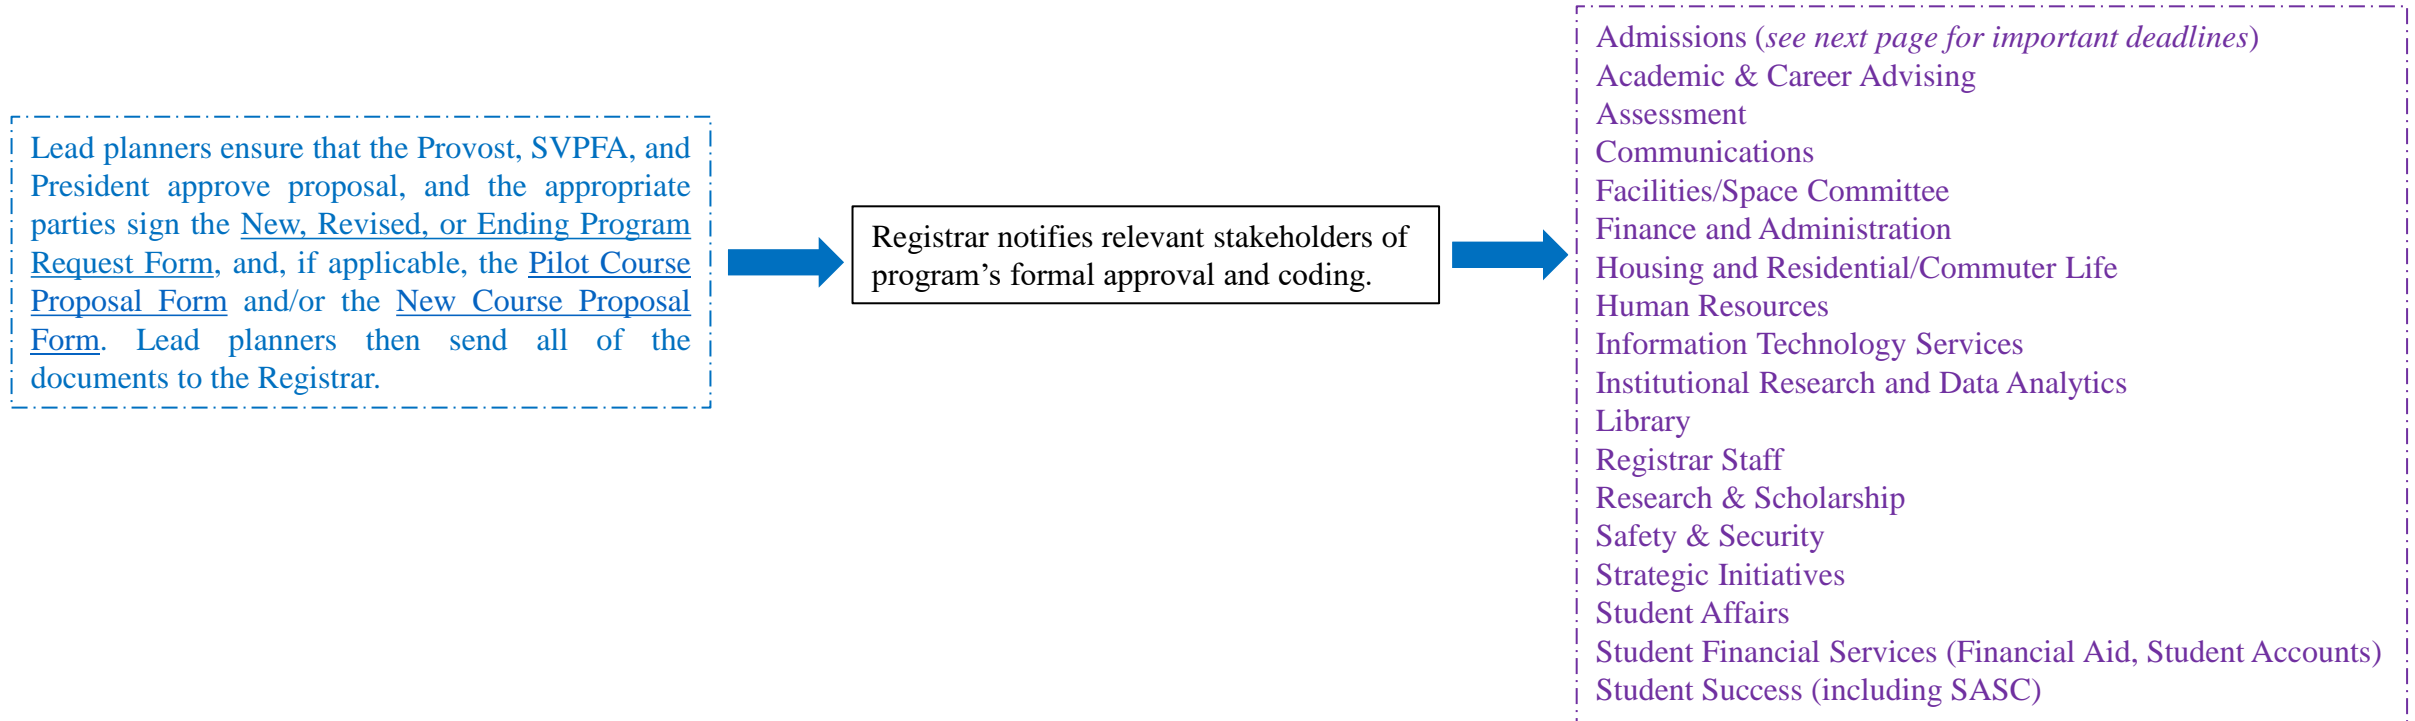 Lead planners ensure that the Provost, SVPFA, and
President approve proposal, and the appropriate
parties sign the New, Revised, or Ending Program
Request Form, and, if applicable, the Pilot Course
Proposal Form and/or the New Course Proposal
Form. Lead planners then send all of the
documents to the Registrar.
Registrar notifies relevant stakeholders of
program’s formal approval and coding.
Admissions (see next page for important deadlines)
Academic & Career Advising
Assessment
Communications
Facilities/Space Committee
Finance and Administration
Housing and Residential/Commuter Life
Human Resources
Information Technology Services
Institutional Research and Data Analytics
Library
Registrar Staff
Research & Scholarship
Safety & Security
Strategic Initiatives
Student Affairs
Student Financial Services (Financial Aid, Student Accounts)
Student Success (including SASC)